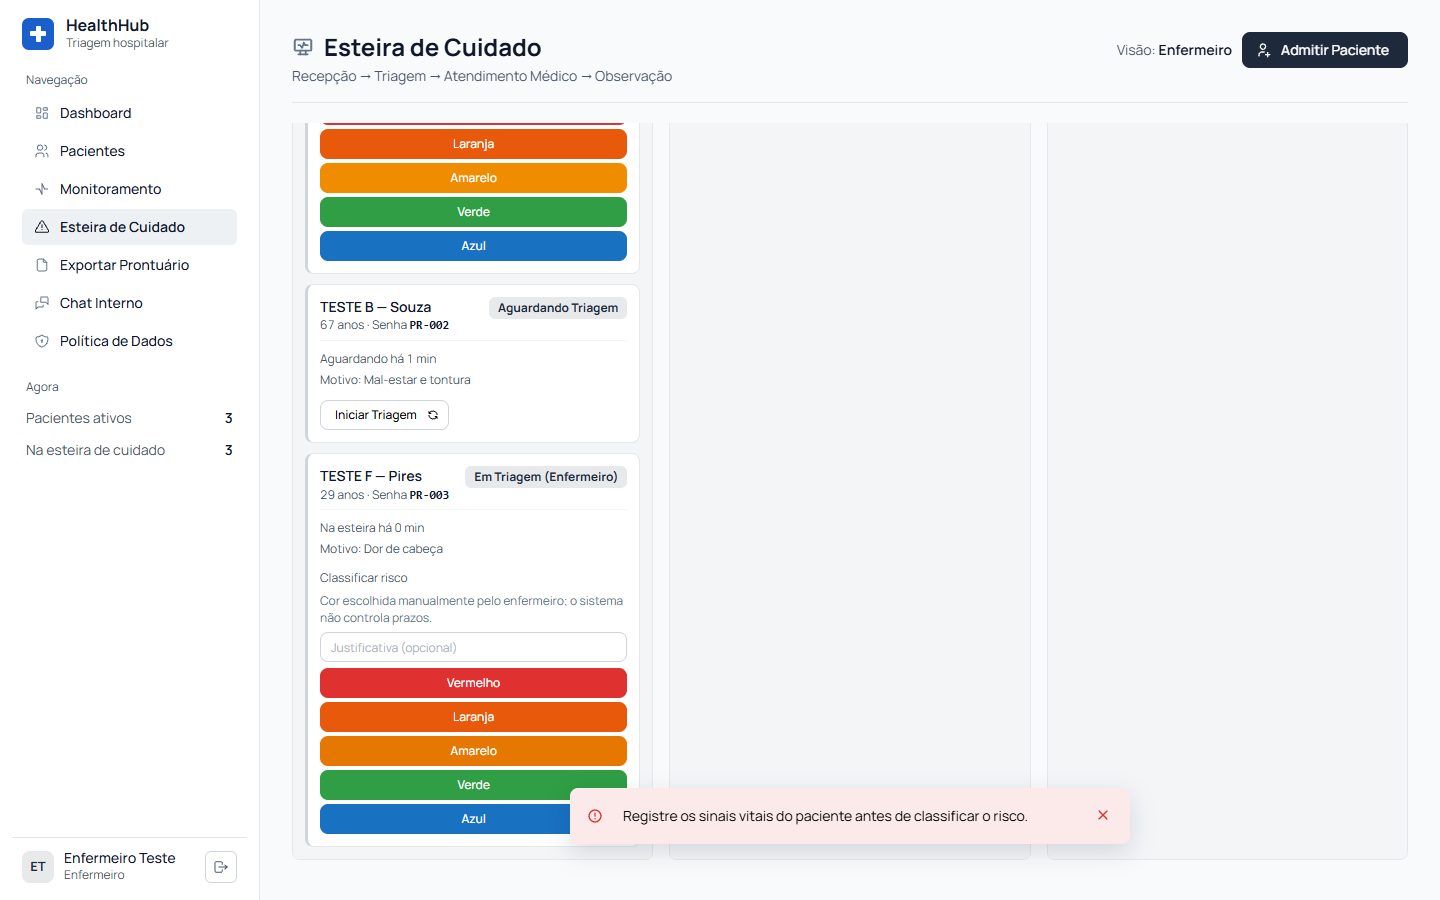 HealthHub
Triagem hospitalar
Navegação
Dashboard
Pacientes
Monitoramento
Esteira de Cuidado
Exportar Prontuário
Chat Interno
Política de Dados
Agora
Pacientes ativos 3
Na esteira de cuidado 3
ET
Enfermeiro Teste
Enfermeiro
Esteira de Cuidado
Recepção → Triagem → Atendimento Médico → Observação
Visão: Enfermeiro
Admitir Paciente
Laranja
Amarelo
Verde
Azul
TESTE B — Souza
Aguardando Triagem
67 anos · Senha PR-002
Aguardando há 1 min
Motivo: Mal-estar e tontura
Iniciar Triagem
TESTE F — Pires
Em Triagem (Enfermeiro)
29 anos · Senha PR-003
Na esteira há 0 min
Motivo: Dor de cabeça
Classificar risco
Cor escolhida manualmente pelo enfermeiro; o sistema
não controla prazos.
Justificativa (opcional)
Vermelho
Laranja
Amarelo
Verde
Azul
Registre os sinais vitais do paciente antes de classificar o risco.